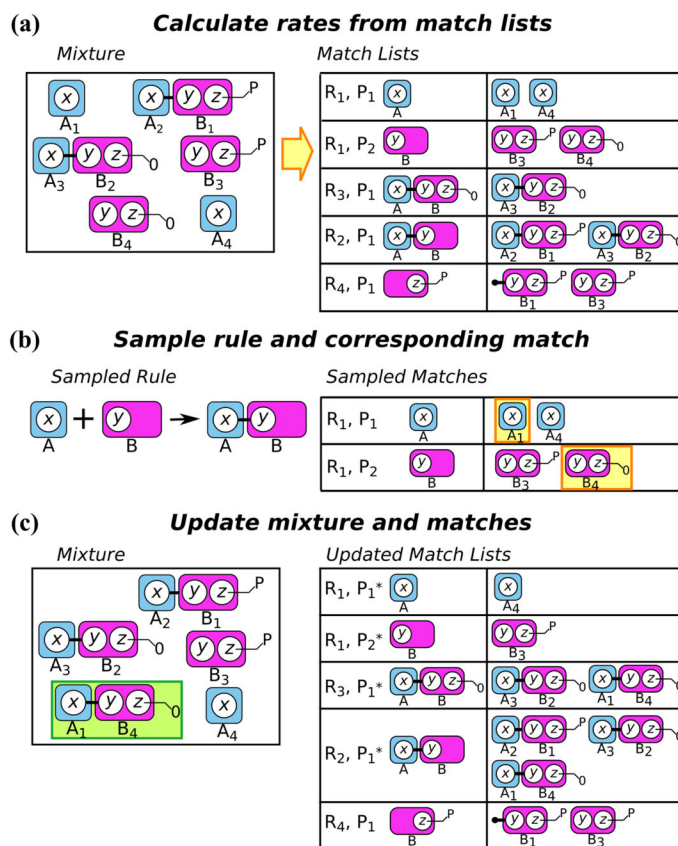 (a) Calculate rates from match lists
Mixture
Match Lists
x
A1
x y z P
A2 B1
x y z 0
A3 B2
y z P
B3
y z 0
B4
x
A4
R1, P1 x A
x A1 x A4
R1, P2 y B
y z P B3 y z 0 B4
R3, P1 x y z 0 A B
x y z 0 A3 B2
R2, P1 x y A B
x y z P A2 B1 x y z 0 A3 B2
R4, P1 z P B
y z P B1 y z P B3
(b) Sample rule and corresponding match
Sampled Rule
Sampled Matches
x + y x y
A B A B
R1, P1 x A
x A1 x A4
R1, P2 y B
y z P B3 y z 0 B4
(c) Update mixture and matches
Mixture
Updated Match Lists
x y z P
A2 B1
x y z 0
A3 B2
y z P
B3
x y z 0
A1 B4
x
A4
R1, P1* x A
x A4
R1, P2* y B
y z P B3
R3, P1* x y z 0 A B
x y z 0 A3 B2 x y z 0 A1 B4
R2, P1* x y A B
x y z P A2 B1 x y z 0 A3 B2
x y z 0 A1 B4
R4, P1 z P B
y z P B1 y z P B3